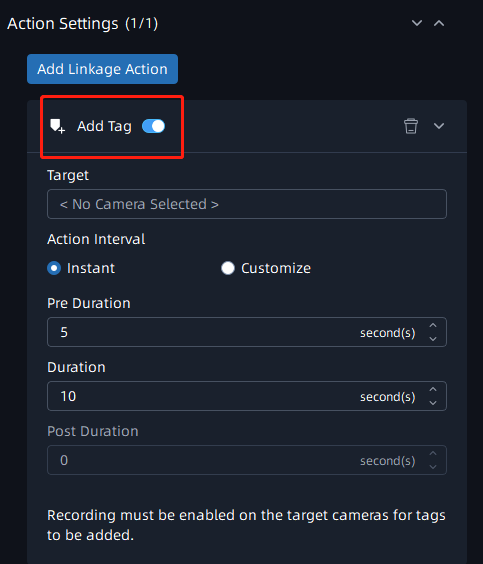 Action Settings (1/1)
Add Linkage Action
Add Tag
Target
< No Camera Selected >
Action Interval
Instant Customize
Pre Duration
5 second(s)
Duration
10 second(s)
Post Duration
0 second(s)
Recording must be enabled on the target cameras for tags
to be added.